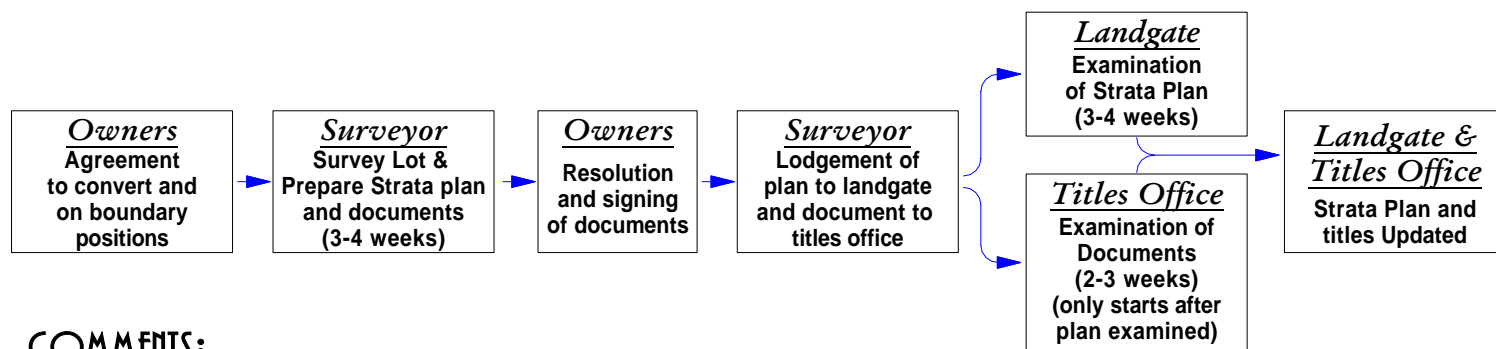 Owners
Agreement
to convert and
on boundary
positions
Surveyor
Survey Lot &
Prepare Strata plan
and documents
(3-4 weeks)
Owners
Resolution
and signing
of documents
Surveyor
Lodgement of
plan to landgate
and document to
titles office
Landgate
Examination
of Strata Plan
(3-4 weeks)
Titles Office
Examination of
Documents
(2-3 weeks)
(only starts after
plan examined)
Landgate &
Titles Office
Strata Plan and
titles Updated
COMMENTS: